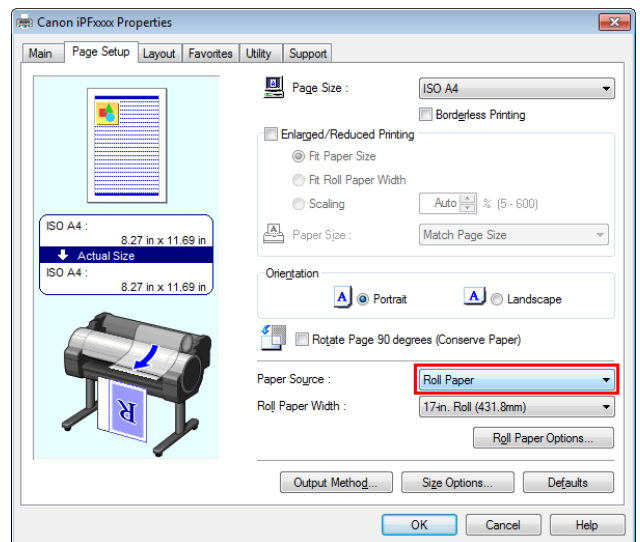 Canon iPFxxxx Properties
Main Page Setup Layout Favorites Utility Support
Page Size : ISO A4
Borderless Printing
Enlarged/Reduced Printing
Fit Paper Size
Fit Roll Paper Width
Scaling Auto % (5 - 600)
Paper Size : Match Page Size
ISO A4 :
8.27 in x 11.69 in
Actual Size
ISO A4 :
8.27 in x 11.69 in
Orientation
A Portrait A Landscape
Rotate Page 90 degrees (Conserve Paper)
R
Paper Source : Roll Paper
Roll Paper Width : 17-in. Roll (431.8mm)
Roll Paper Options...
Output Method... Size Options... Defaults
OK Cancel Help